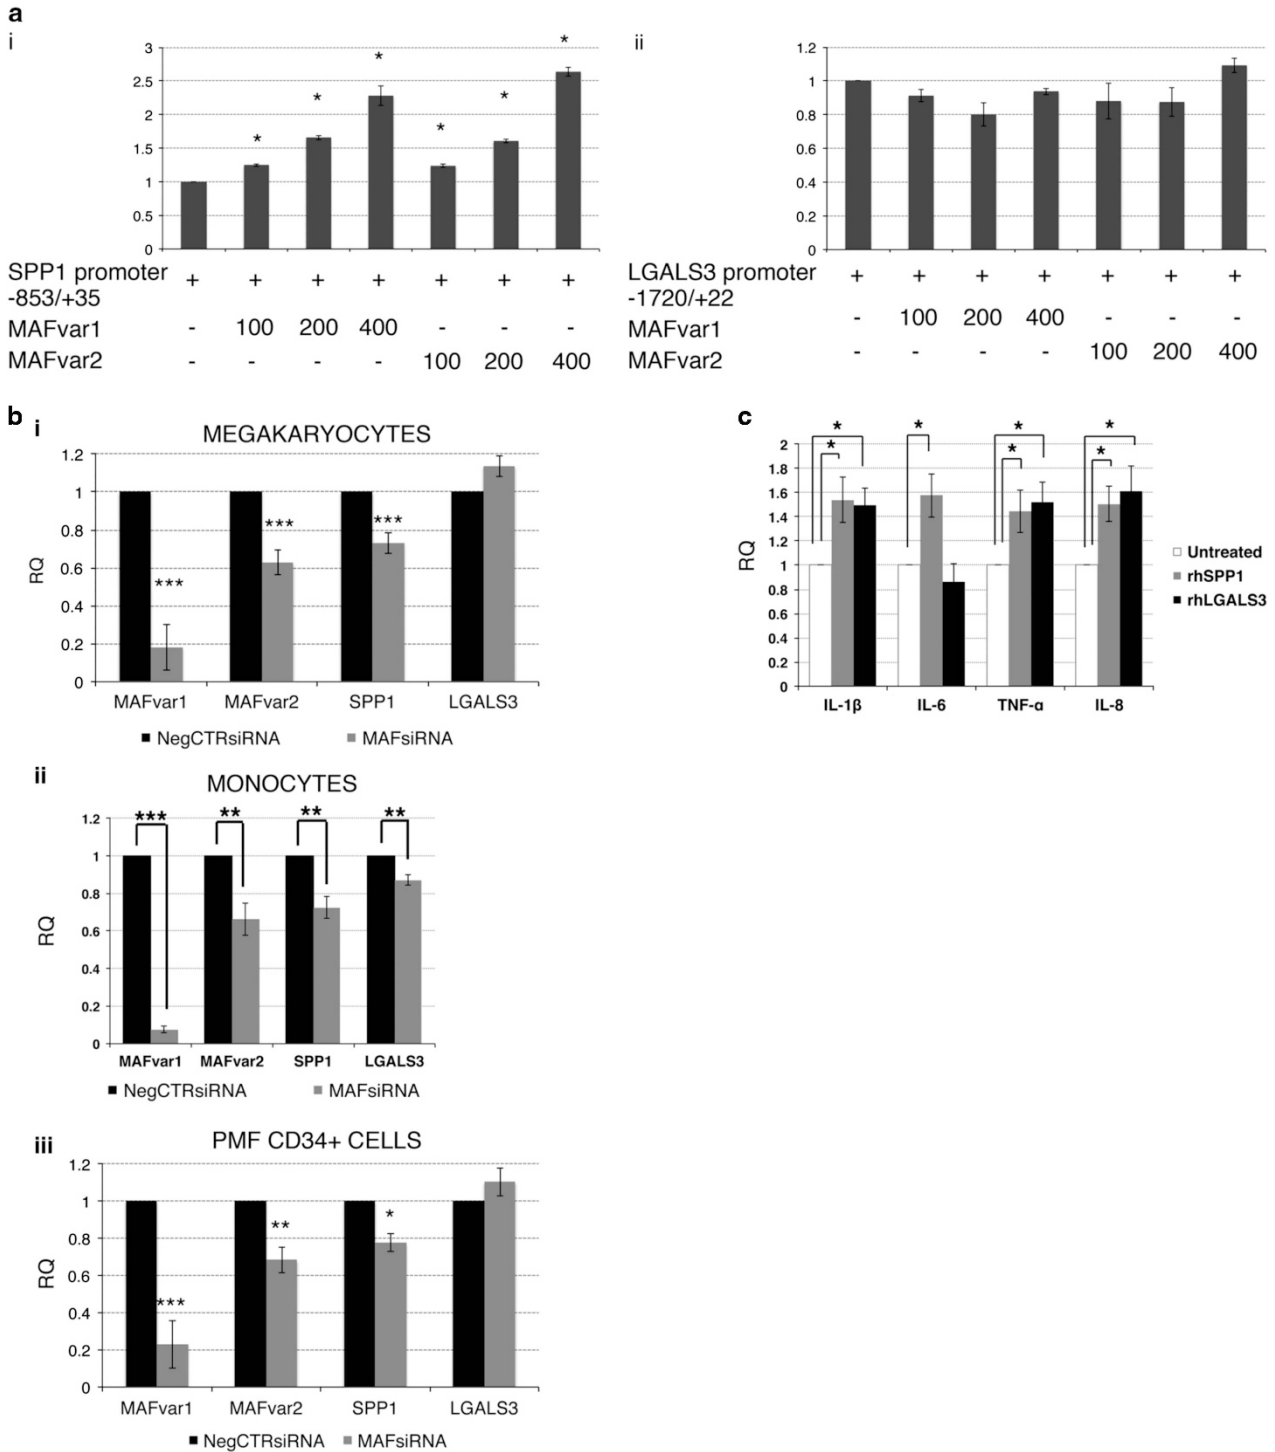 a
i
3
2.5
2
1.5
1
0.5
0
* * * * * *
SPP1 promoter + + + + + + +
-853/+35
MAFvar1 - 100 200 400 - - -
MAFvar2 - - - - 100 200 400
ii
1.2
1
0.8
0.6
0.4
0.2
0
LGALS3 promoter + + + + + + +
-1720/+22
MAFvar1 - 100 200 400 - - -
MAFvar2 - - - - 100 200 400
b
i
MEGAKARYOCYTES
RQ
1.2
1
0.8
0.6
0.4
0.2
0
*** *** ***
MAFvar1 MAFvar2 SPP1 LGALS3
NegCTRsiRNA MAFsiRNA
ii
MONOCYTES
RQ
1.2
1
0.8
0.6
0.4
0.2
0
*** ** ** **
MAFvar1 MAFvar2 SPP1 LGALS3
NegCTRsiRNA MAFsiRNA
iii
PMF CD34+ CELLS
RQ
1.2
1
0.8
0.6
0.4
0.2
0
*** ** *
MAFvar1 MAFvar2 SPP1 LGALS3
NegCTRsiRNA MAFsiRNA
c
RQ
2
1.8
1.6
1.4
1.2
1
0.8
0.6
0.4
0.2
0
* * * *
* * *
IL-1β IL-6 TNF-α IL-8
Untreated
rhSPP1
rhLGALS3